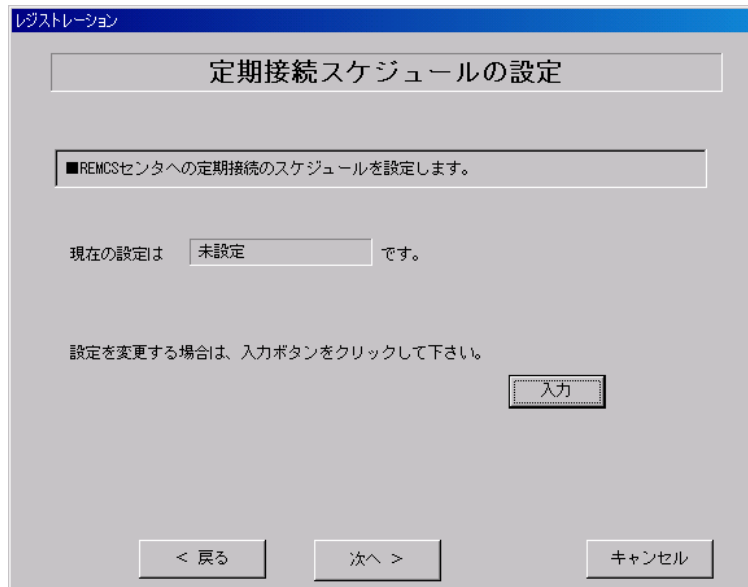 レジストレーション
定期接続スケジュールの設定
■REMCSセンタへの定期接続のスケジュールを設定します。
現在の設定は 未設定 です。
設定を変更する場合は、入力ボタンをクリックして下さい。
入力
< 戻る 次へ > キャンセル